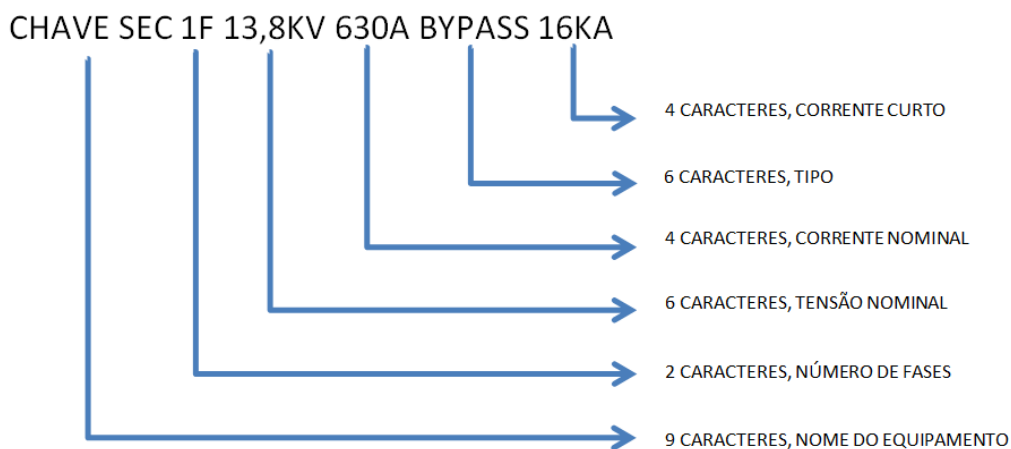 CHAVE SEC 1F 13,8KV 630A BYPASS 16KA
4 CARACTERES, CORRENTE CURTO
6 CARACTERES, TIPO
4 CARACTERES, CORRENTE NOMINAL
6 CARACTERES, TENSÃO NOMINAL
2 CARACTERES, NÚMERO DE FASES
9 CARACTERES, NOME DO EQUIPAMENTO